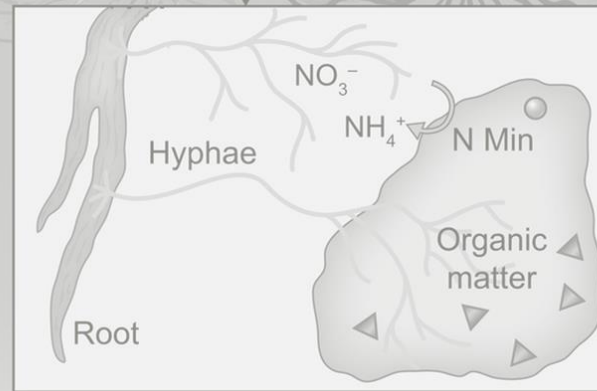 NO₃⁻
NH₄⁺
N Min
Hyphae
Organic
matter
Root